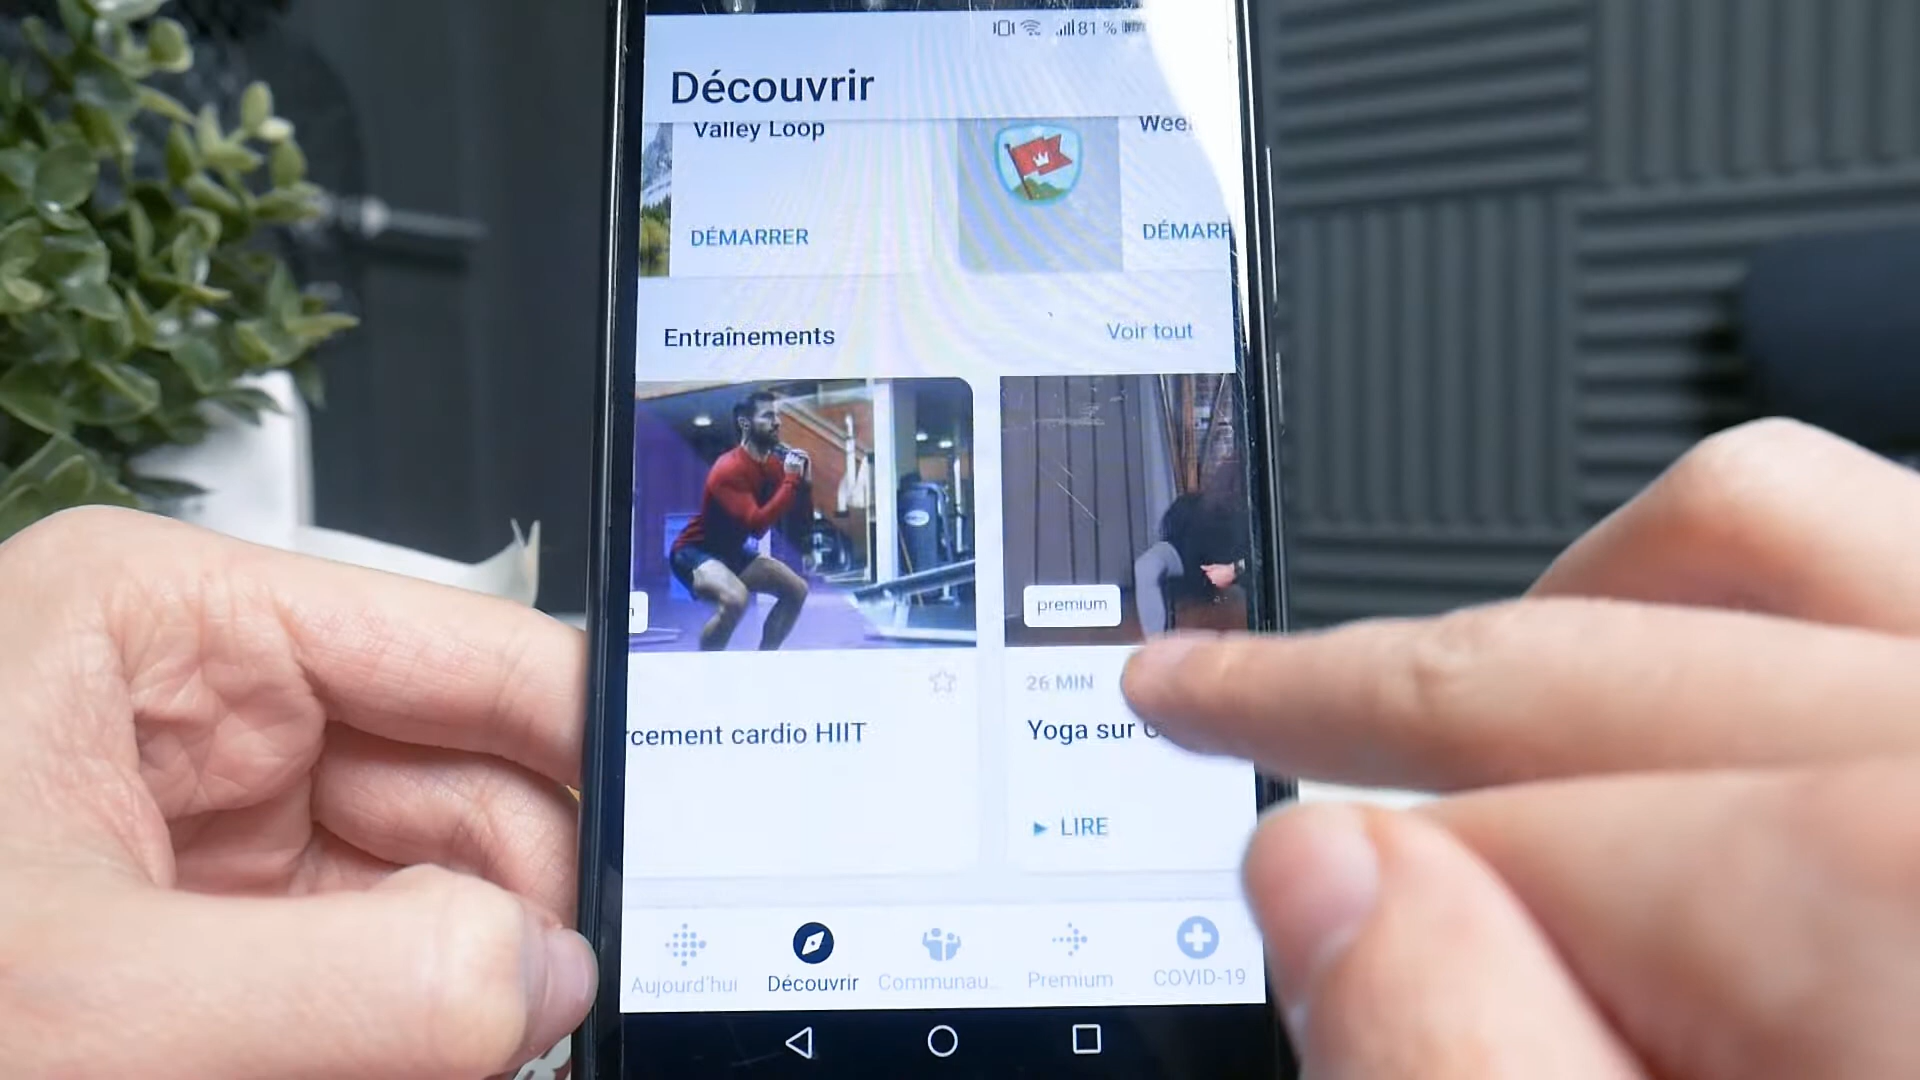 81 %
Découvrir
Valley Loop
DÉMARRER
DÉMARR
Entraînements
Voir tout
premium
26 MIN
rcement cardio HIIT
Yoga sur
LIRE
Aujourd'hui
Découvrir
Communau...
Premium
COVID-19